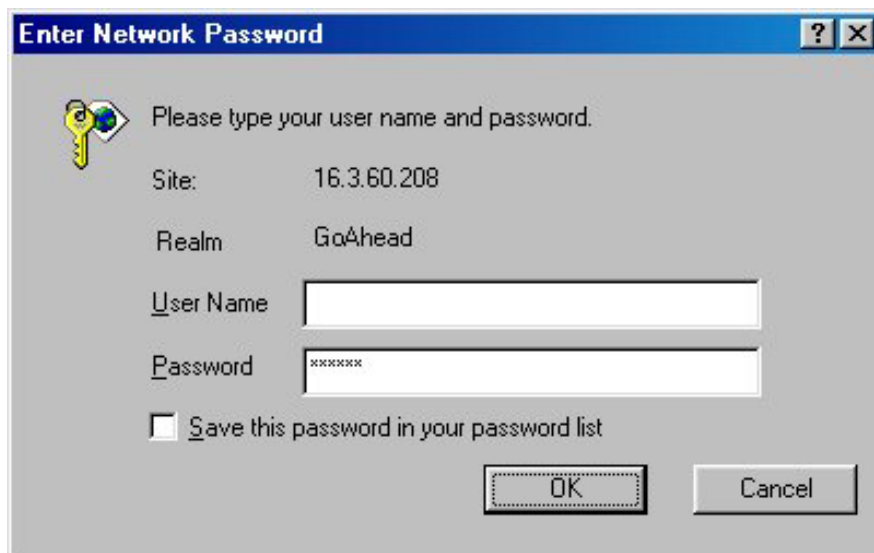 Enter Network Password
? X
Please type your user name and password.
Site: 16.3.60.208
Realm GoAhead
User Name
Password ******
Save this password in your password list
OK Cancel